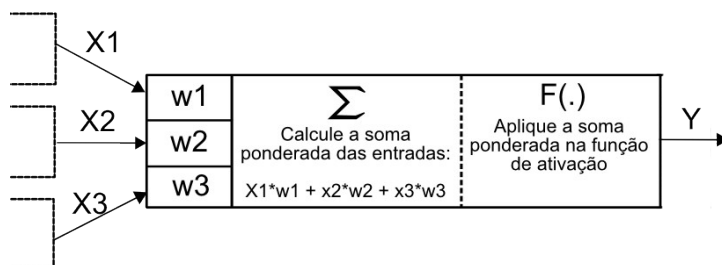 X1
X2
X3
w1
w2
w3
Σ
Calcule a soma
ponderada das entradas:
X1*w1 + x2*w2 + x3*w3
F(.)
Aplique a soma
ponderada na função
de ativação
Y